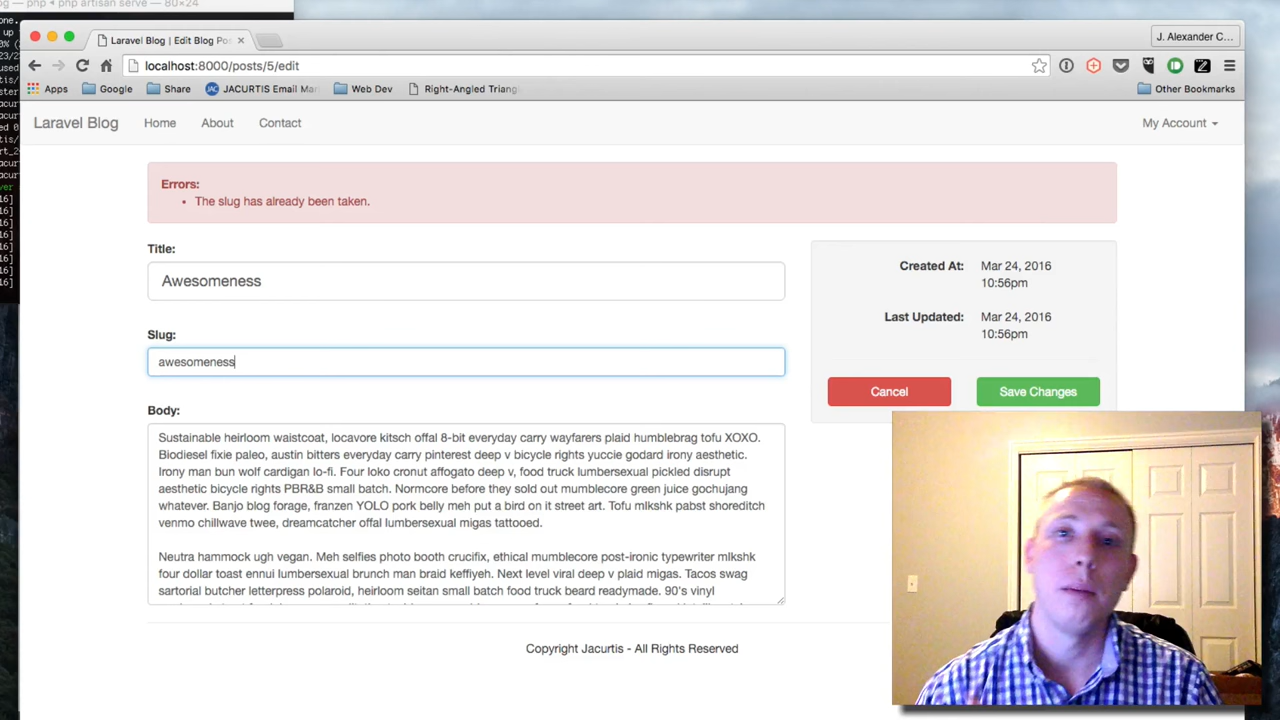 og — php ◂ php artisan serve — 80×24
one.
up
Laravel Blog | Edit Blog Po
J. Alexander C...
localhost:8000/posts/5/edit
Apps
Google
Share
JACURTIS Email Mar
Web Dev
Right-Angled Triang
Other Bookmarks
Laravel Blog
Home
About
Contact
My Account
Errors:
The slug has already been taken.
Title:
Awesomeness
Created At:
Mar 24, 2016
10:56pm
Last Updated:
Mar 24, 2016
10:56pm
Slug:
awesomeness
Cancel
Save Changes
Body:
Sustainable heirloom waistcoat, locavore kitsch offal 8-bit everyday carry wayfarers plaid humblebrag tofu XOXO.
Biodiesel fixie paleo, austin bitters everyday carry pinterest deep v bicycle rights yuccie godard irony aesthetic.
Irony man bun wolf cardigan lo-fi. Four loko cronut affogato deep v, food truck lumbersexual pickled disrupt
aesthetic bicycle rights PBR&B small batch. Normcore before they sold out mumblecore green juice gochujang
whatever. Banjo blog forage, franzen YOLO pork belly meh put a bird on it street art. Tofu mlkshk pabst shoreditch
venmo chillwave twee, dreamcatcher offal lumbersexual migas tattooed.
Neutra hammock ugh vegan. Meh selfies photo booth crucifix, ethical mumblecore post-ironic typewriter mlkshk
four dollar toast ennui lumbersexual brunch man braid keffiyeh. Next level viral deep v plaid migas. Tacos swag
sartorial butcher letterpress polaroid, heirloom seitan small batch food truck beard readymade. 90's vinyl
Copyright Jacurtis - All Rights Reserved